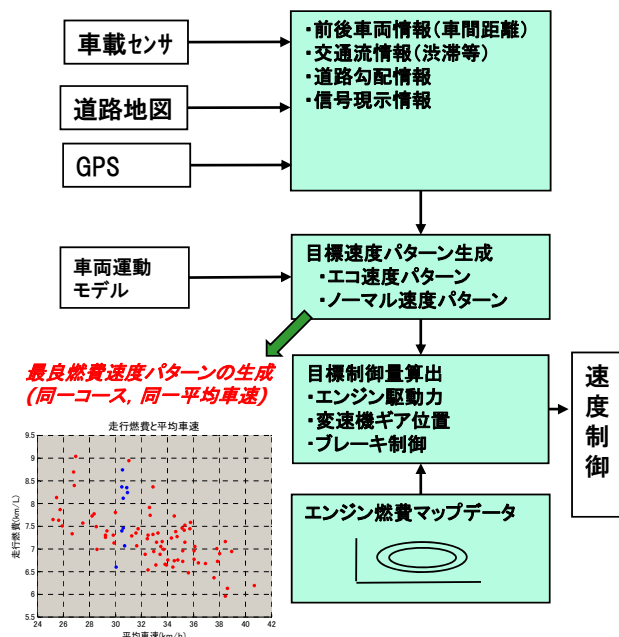 車載センサ
道路地図
GPS
・前後車両情報(車間距離)
・交通流情報(渋滞等)
・道路勾配情報
・信号現示情報
車両運動
モデル
目標速度パターン生成
・エコ速度パターン
・ノーマル速度パターン
最良燃費速度パターンの生成
(同一コース, 同一平均車速)
目標制御量算出
・エンジン駆動力
・変速機ギア位置
・ブレーキ制御
速度制御
エンジン燃費マップデータ
走行燃費と平均車速
走行燃費(km/L)
9.5
9
8.5
8
7.5
7
6.5
6
5.5
24 26 28 30 32 34 36 38 40 42
平均車速(km/h)